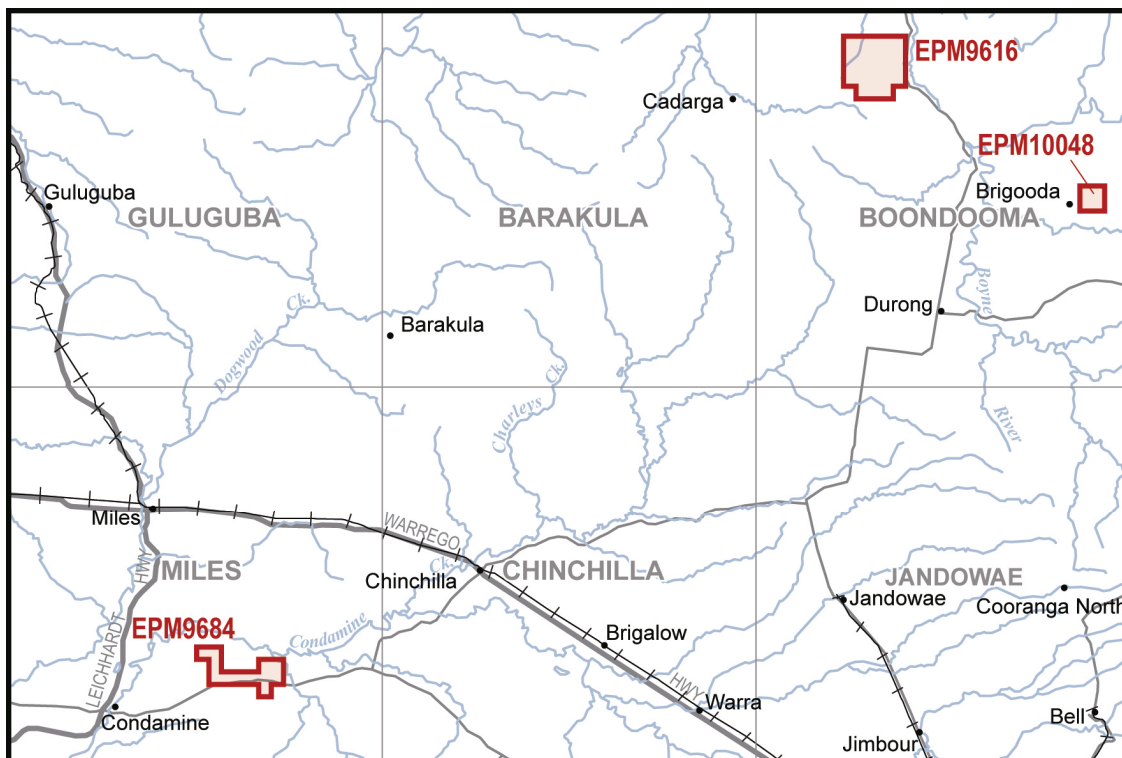 EPM9616
Cadarga
EPM10048
Guluguba
Brigooda
GULUGUBA
BARAKULA
BOONDOOMA
Boyne
Ck.
Durong
Barakula
Dogwood
Ck.
Charleys
River
Miles
WARREGO
HWY
Ck.
MILES
Chinchilla
CHINCHILLA
JANDOWAE
Jandowae
Cooranga North
EPM9684
Condamine
Brigalow
LEICHHARDT
HWY
Warra
Condamine
Bell
Jimbour